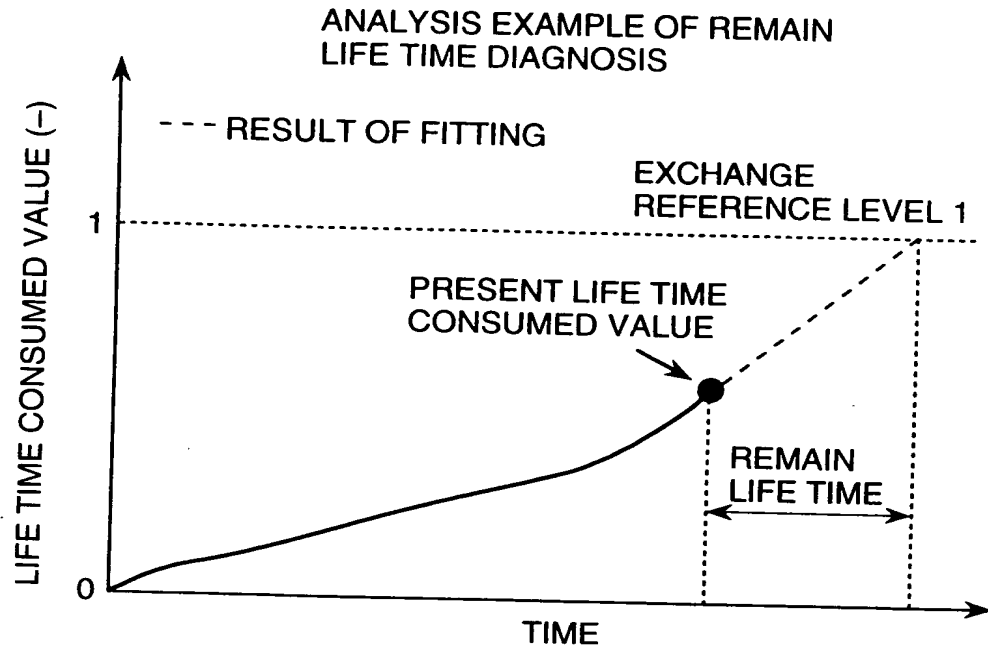 ANALYSIS EXAMPLE OF REMAIN
LIFE TIME DIAGNOSIS
LIFE TIME CONSUMED VALUE (–)
--- RESULT OF FITTING
EXCHANGE
REFERENCE LEVEL 1
1
PRESENT LIFE TIME
CONSUMED VALUE
REMAIN
LIFE TIME
0
TIME